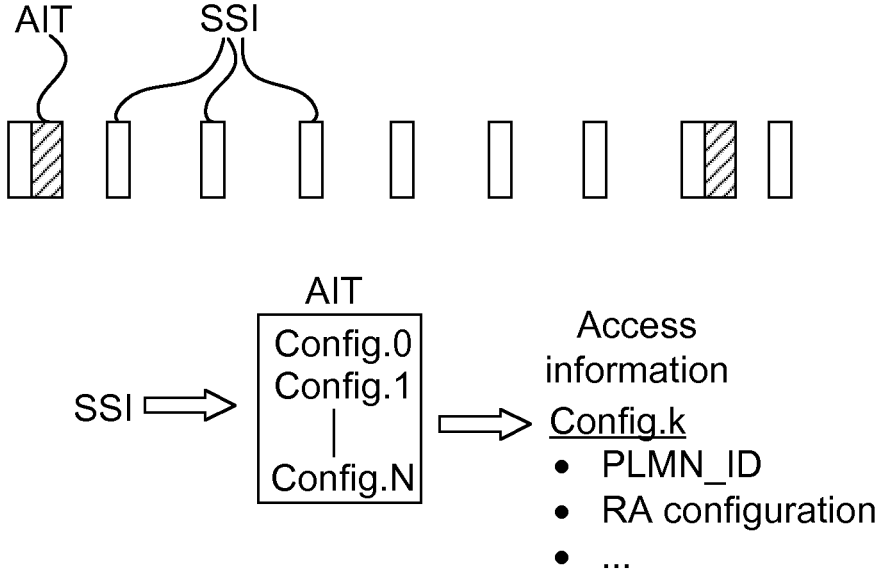 AIT
SSI
AIT
Config.0
Config.1
Config.N
SSI
Access
information
Config.k
• PLMN_ID
• RA configuration
• ...